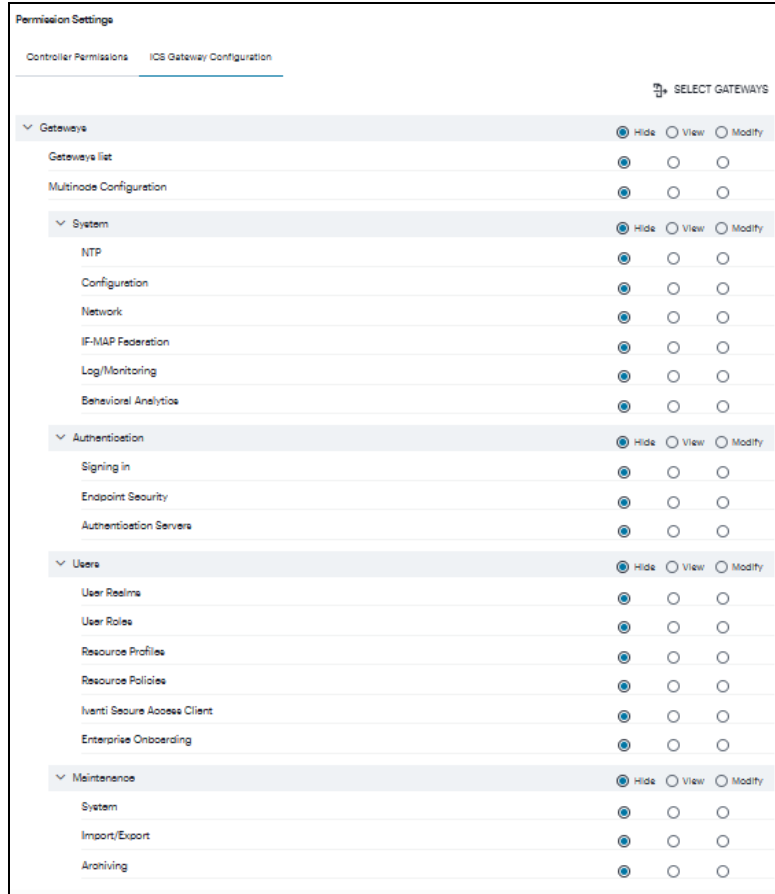 Permission Settings
Controller Permissions ICS Gateway Configuration
SELECT GATEWAYS
Gateways Hide View Modify
Gateways list
Multinode Configuration
System Hide View Modify
NTP
Configuration
Network
IF-MAP Federation
Log/Monitoring
Behavioral Analytics
Authentication Hide View Modify
Signing in
Endpoint Security
Authentication Servers
Users Hide View Modify
User Realms
User Roles
Resource Profiles
Resource Policies
Ivanti Secure Access Client
Enterprise Onboarding
Maintenance Hide View Modify
System
Import/Export
Archiving